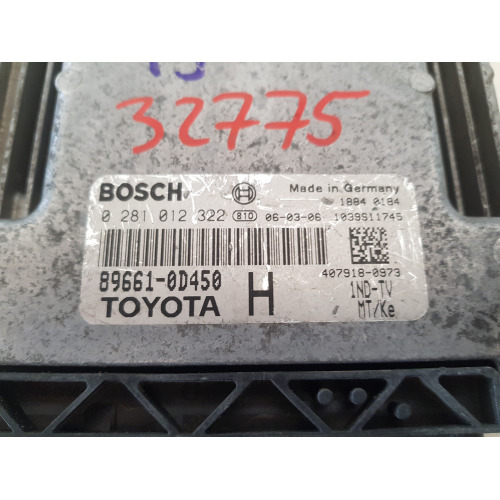 32775
BOSCH Made in Germany
1884 0184
0 281 012 322 810 06-03-06 1039S11745
89661-0D450
407918-0973
TOYOTA H 1ND-TV
MT/Ke